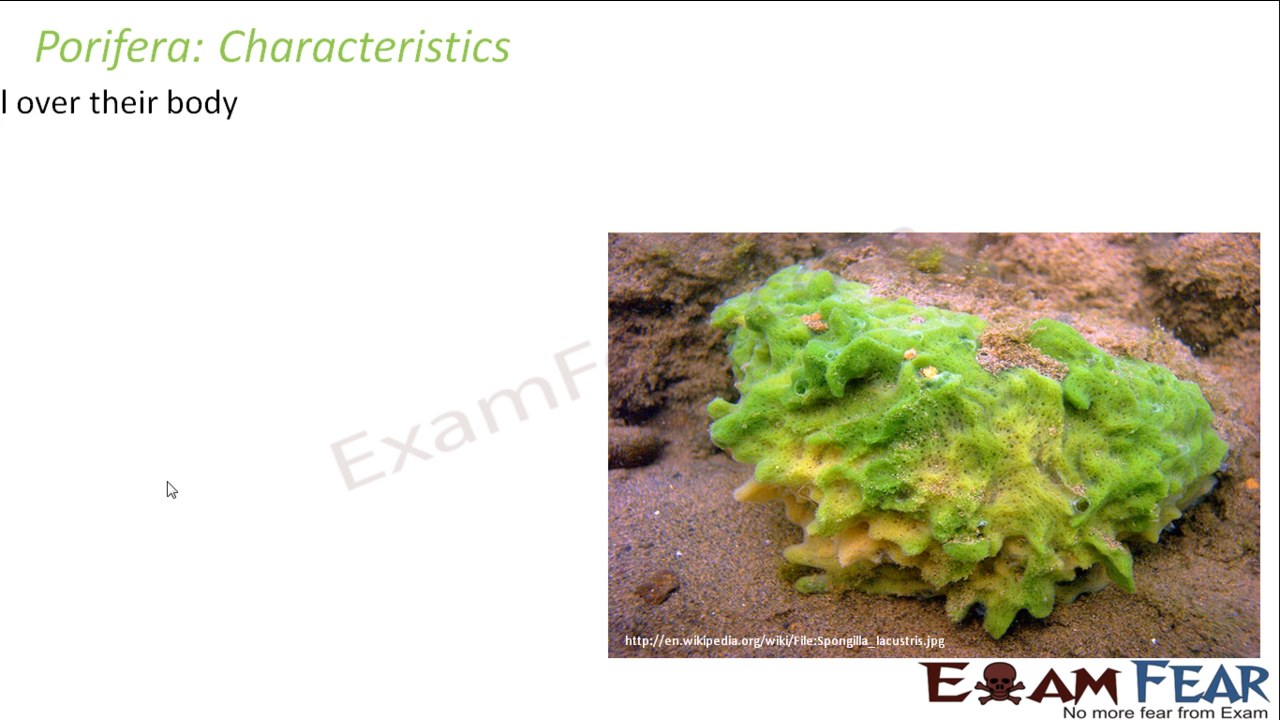 Porifera: Characteristics
l over their body
ExamFe
http://en.wikipedia.org/wiki/File:Spongilla_lacustris.jpg
EXAM FEAR
No more fear from Exam